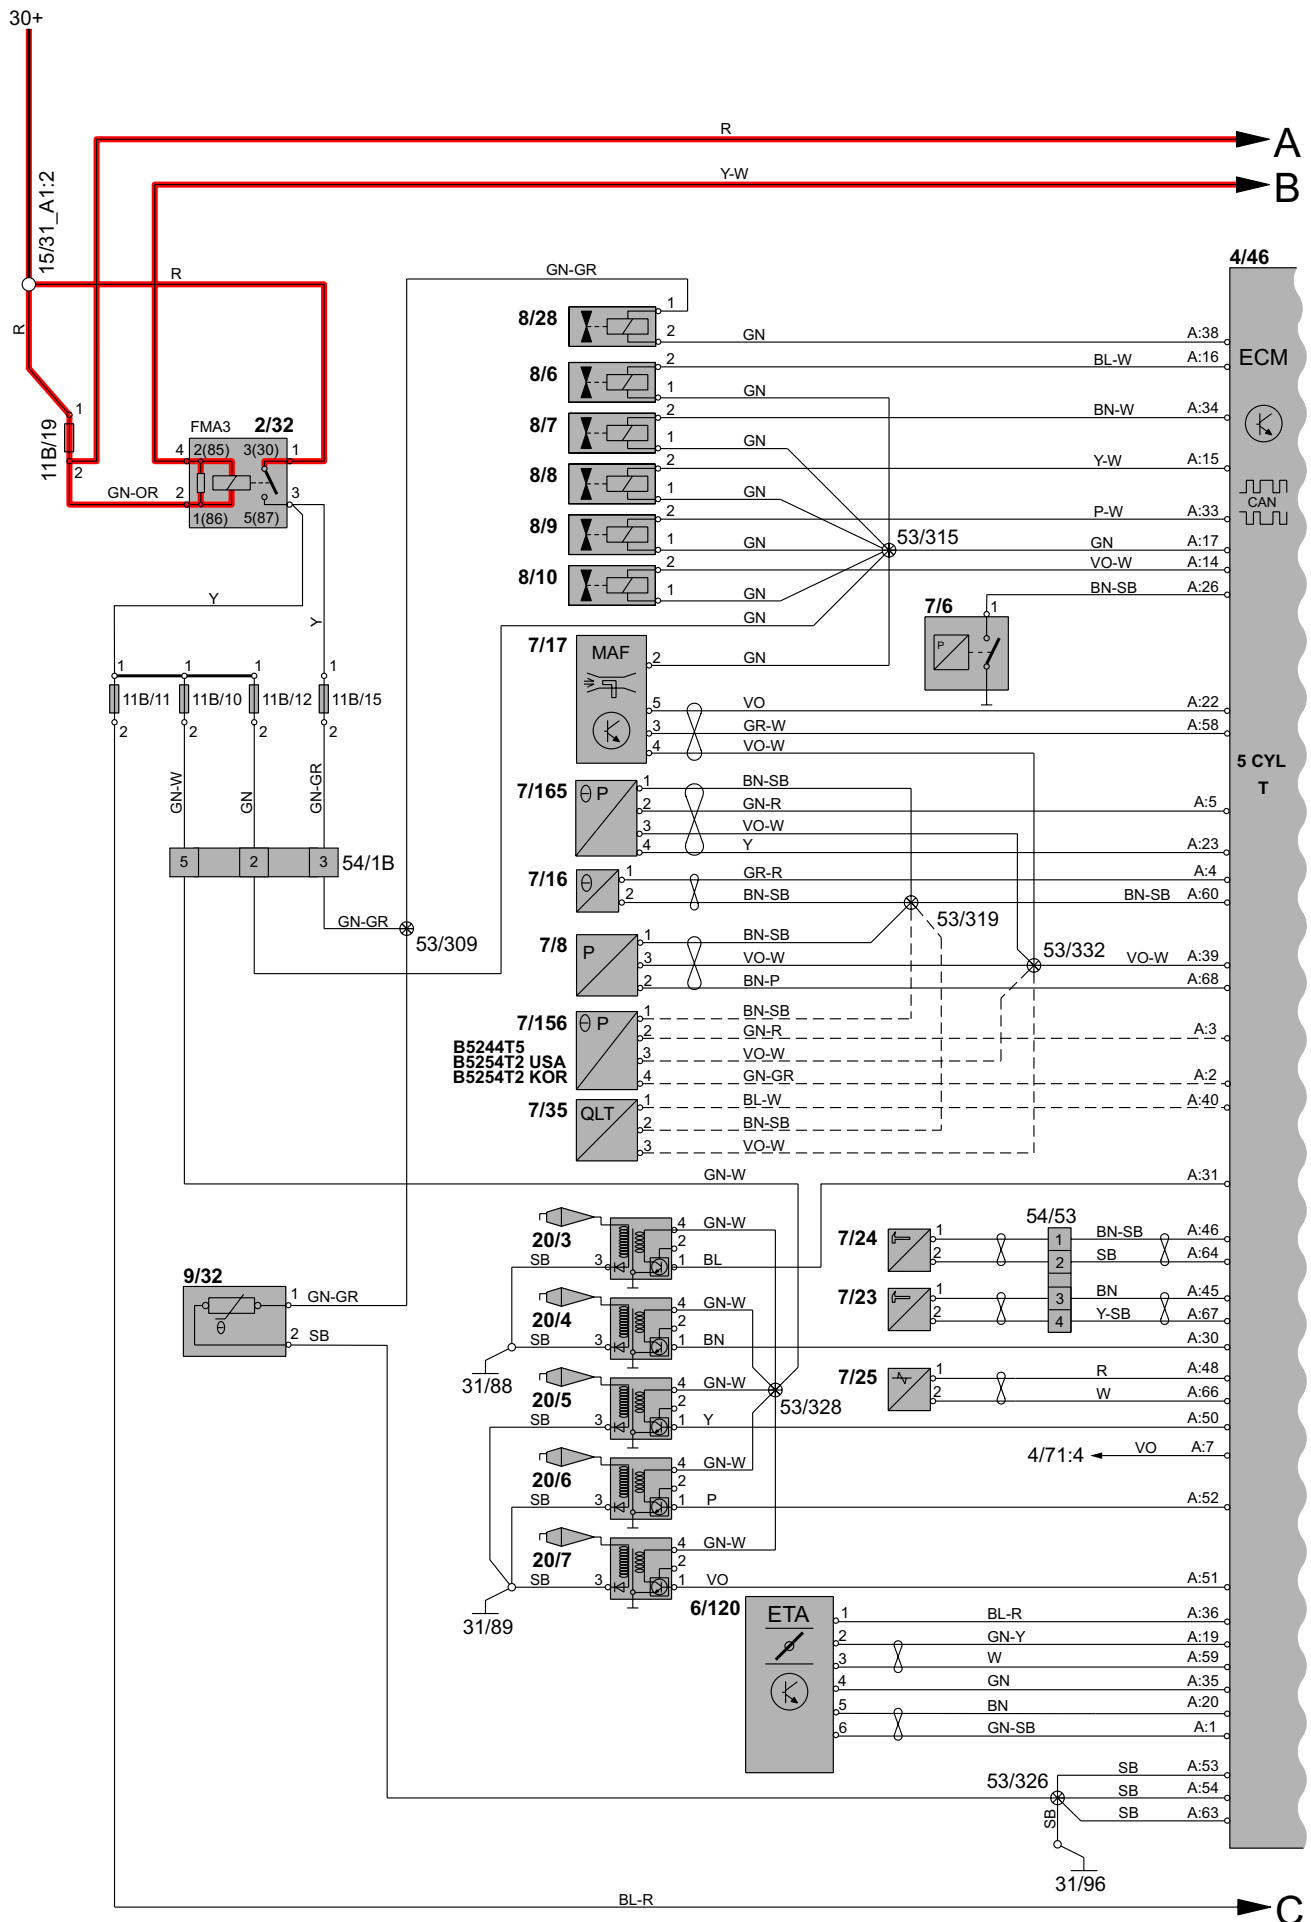 30+
R
A
15/31_A1:2
Y-W
B
R
GN-GR
4/46
8/28
1
2
GN
A:38
ECM
8/6
2
BL-W
A:16
1
GN
R
1
11B/19
2
FMA3
2/32
4
2(85)
3(30)
1
GN-OR
2
3
1(86)
5(87)
8/7
2
BN-W
A:34
1
GN
8/8
2
Y-W
A:15
1
GN
CAN
8/9
2
P-W
A:33
53/315
1
GN
GN
A:17
8/10
2
VO-W
A:14
1
GN
BN-SB
A:26
Y
Y
GN
7/6
1
P
7/17
MAF
2
GN
1
1
1
1
11B/11
11B/10
11B/12
11B/15
2
2
2
2
5
VO
A:22
3
GR-W
A:58
4
VO-W
5 CYL
T
GN-W
GN
GN-GR
7/165
θ P
1
BN-SB
2
GN-R
A:5
3
VO-W
4
Y
A:23
5
2
3
54/1B
7/16
θ
1
GR-R
A:4
2
BN-SB
BN-SB
A:60
53/319
GN-GR
53/309
7/8
P
1
BN-SB
53/332
3
VO-W
VO-W
A:39
2
BN-P
A:68
7/156
θ P
1
BN-SB
2
GN-R
A:3
B5244T5
B5254T2 USA
B5254T2 KOR
3
VO-W
4
GN-GR
A:2
7/35
QLT
1
BL-W
A:40
2
BN-SB
3
VO-W
GN-W
A:31
20/3
4
GN-W
2
SB
3
1
BL
7/24
1
54/53
1
BN-SB
A:46
2
2
SB
A:64
9/32
θ
1
GN-GR
2
SB
20/4
4
GN-W
2
SB
3
1
BN
7/23
1
3
BN
A:45
2
4
Y-SB
A:67
A:30
31/88
7/25
1
R
A:48
2
W
A:66
20/5
4
GN-W
53/328
2
SB
3
1
Y
A:50
4/71:4
VO
A:7
20/6
4
GN-W
2
SB
3
1
P
A:52
20/7
4
GN-W
2
SB
3
1
VO
A:51
31/89
6/120
ETA
1
BL-R
A:36
2
GN-Y
A:19
3
W
A:59
4
GN
A:35
5
BN
A:20
6
GN-SB
A:1
53/326
SB
A:53
SB
A:54
SB
SB
A:63
31/96
BL-R
C